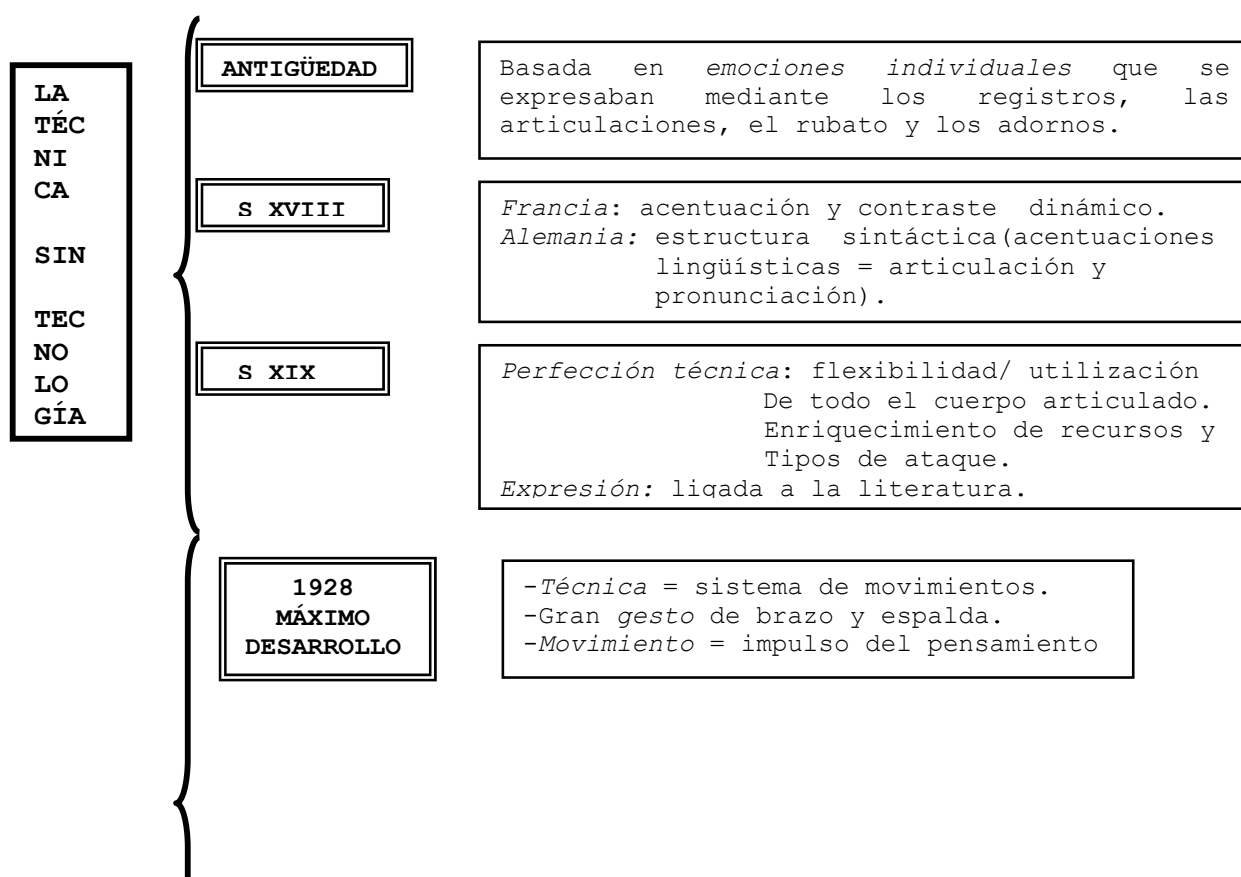 LA
TÉC
NI
CA
SIN
TEC
NO
LO
GÍA
ANTIGÜEDAD
Basada en emociones individuales que se
expresaban mediante los registros, las
articulaciones, el rubato y los adornos.
S XVIII
Francia: acentuación y contraste dinámico.
Alemania: estructura sintáctica(acentuaciones
lingüísticas = articulación y
pronunciación).
S XIX
Perfección técnica: flexibilidad/ utilización
De todo el cuerpo articulado.
Enriquecimiento de recursos y
Tipos de ataque.
Expresión: ligada a la literatura.
1928
MÁXIMO
DESARROLLO
-Técnica = sistema de movimientos.
-Gran gesto de brazo y espalda.
-Movimiento = impulso del pensamiento